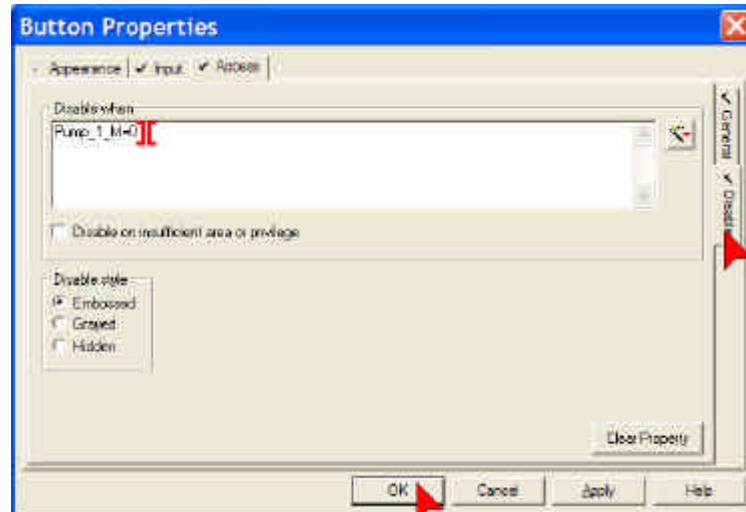 Button Properties
Appearance Input Access
General
Disable
Disable when
Pump_1_M=0
Disable on insufficient area or privilege
Disable style
Embossed
Grayed
Hidden
Clear Property
OK Cancel Apply Help